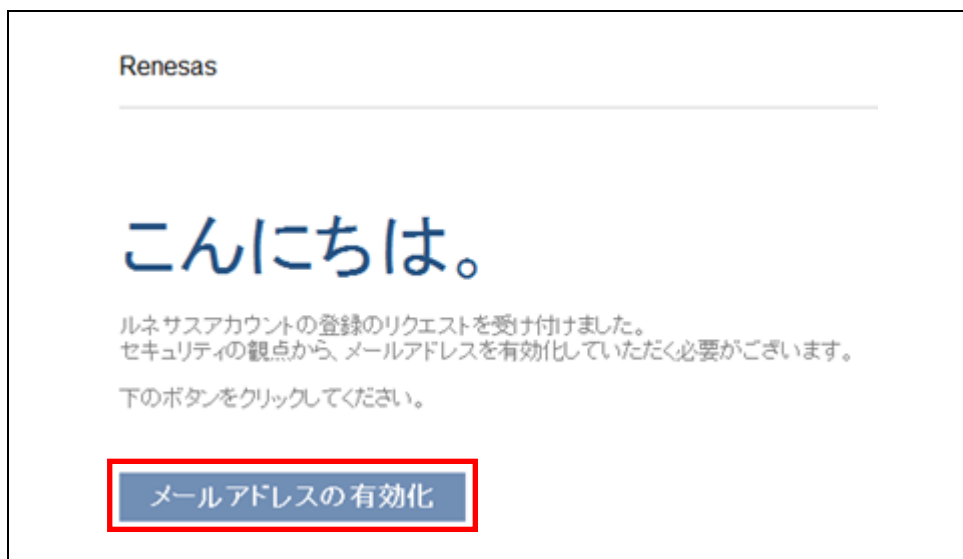 Renesas
こんにちは。
ルネサスアカウントの登録のリクエストを受け付けました。
セキュリティの観点から、メールアドレスを有効化していただく必要がございます。
下のボタンをクリックしてください。
メールアドレスの有効化